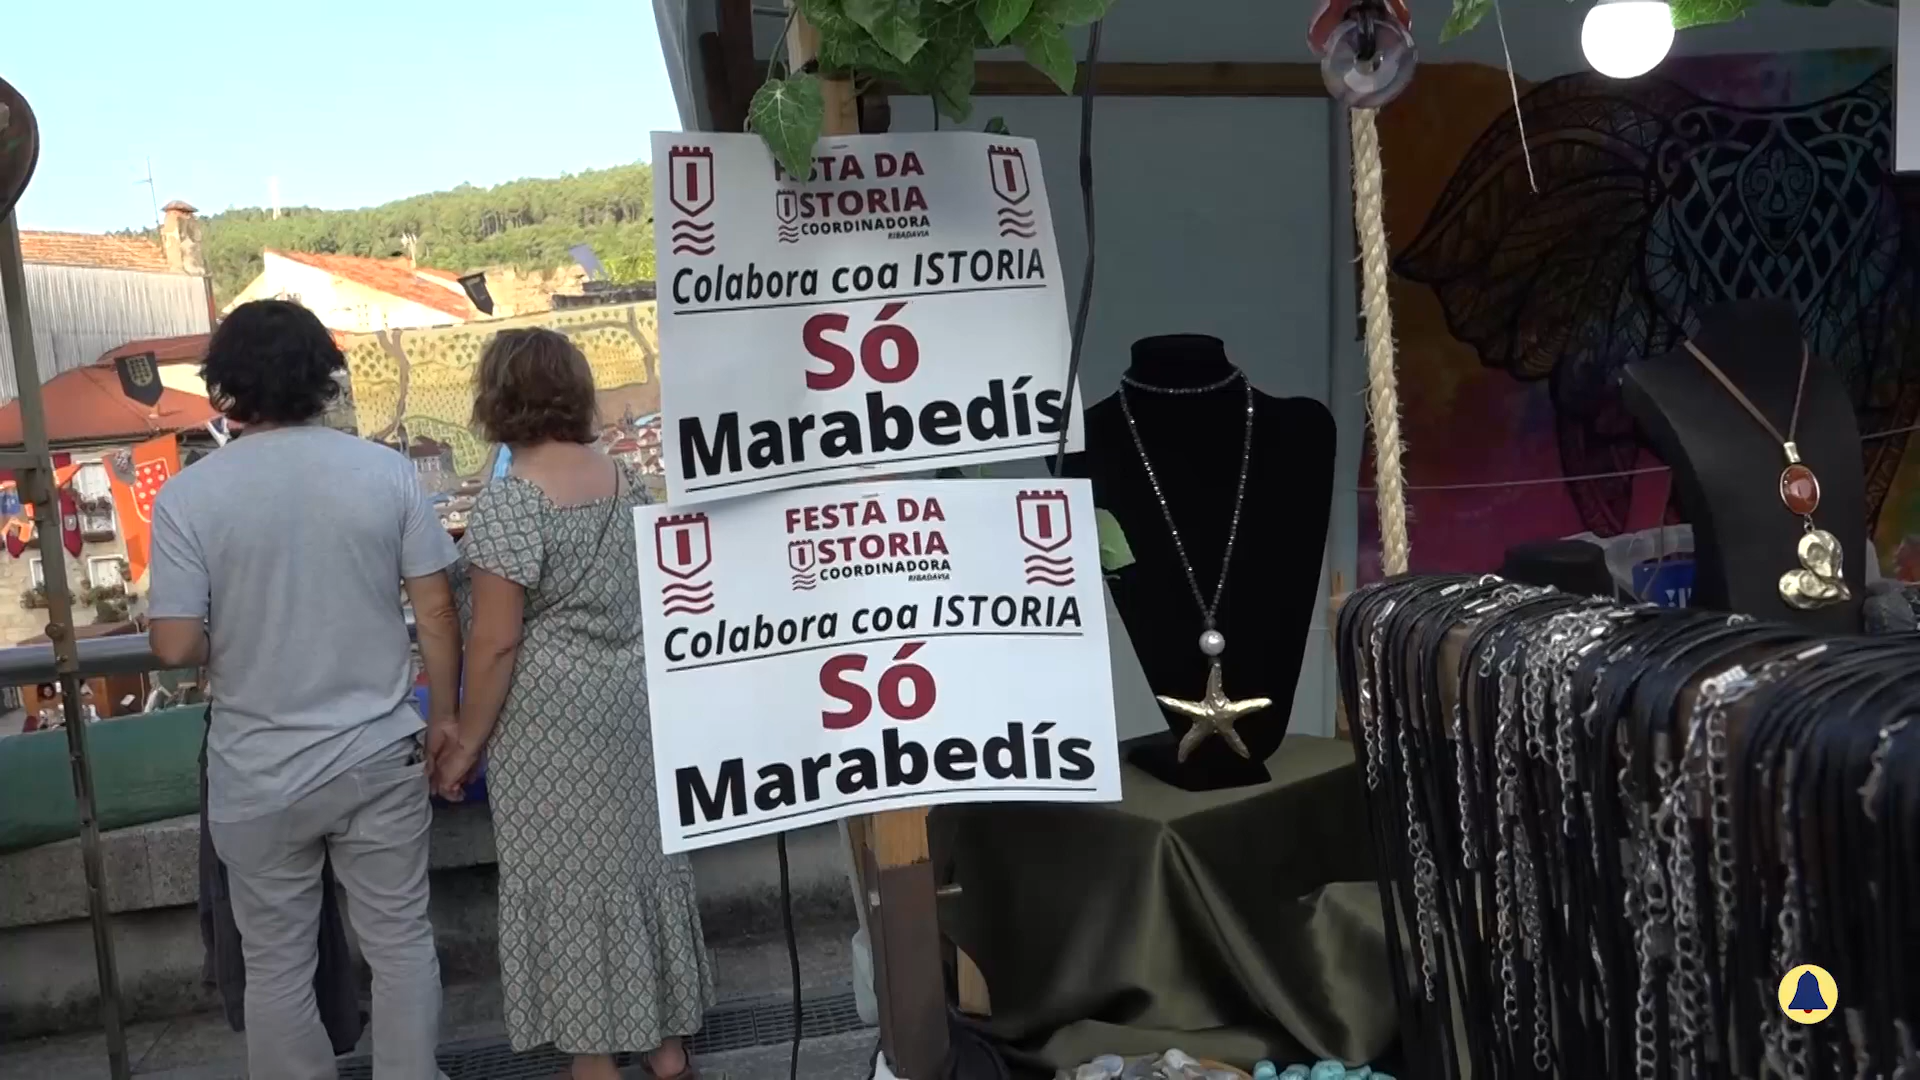 FESTA DA
ISTORIA
COORDINADORA
RIBADAVIA
Colabora coa ISTORIA
Só
Marabedís
FESTA DA
ISTORIA
COORDINADORA
RIBADAVIA
Colabora coa ISTORIA
Só
Marabedís